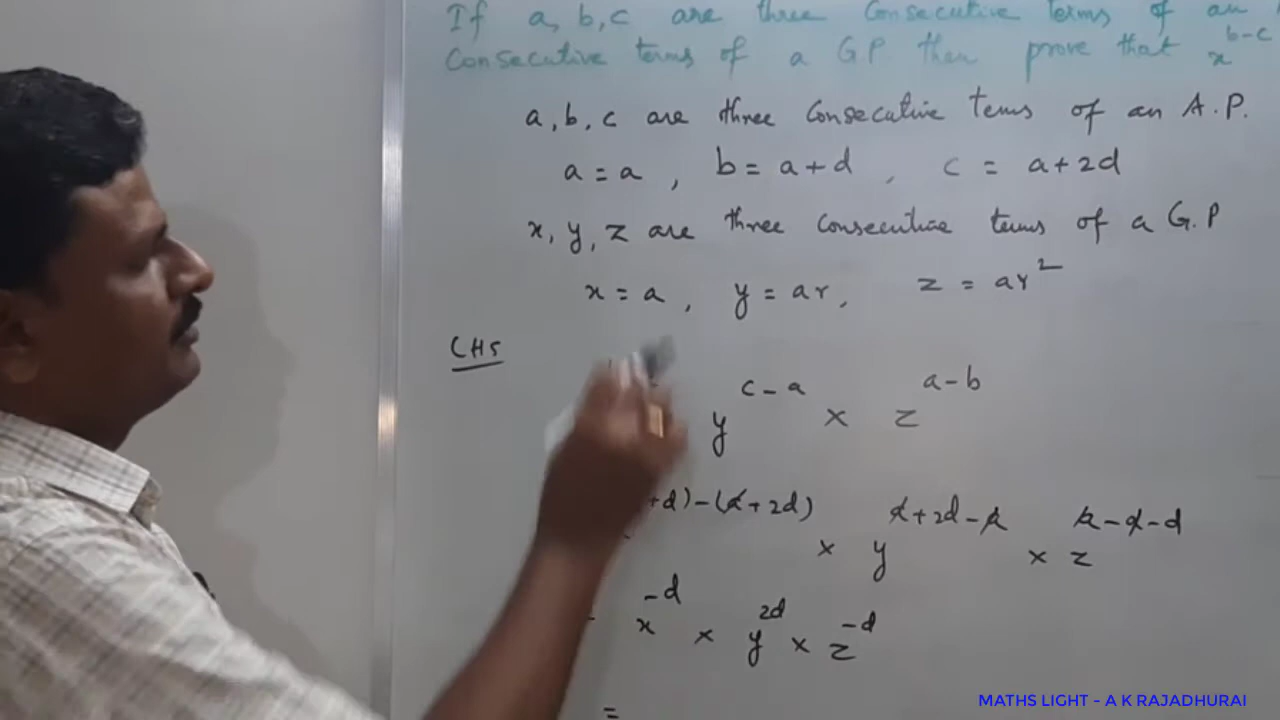 If a, b, c are three Consecutive terms of an
Consecutive terms of a GP then prove that x^{b-c}
a, b, c are three Consecutive terms of an A.P.
a = a , b = a + d , c = a + 2d
x, y, z are three consecutive terms of a G.P
x = a , y = ar , z = ar^2
LHS
y^{c-a} × z^{a-b}
+d) - (a + 2d) × y^{a+2d-a} × z^{a-a-d}
x^{-d} × y^{2d} × z^{-d}
=
MATHS LIGHT - A K RAJADHURAI